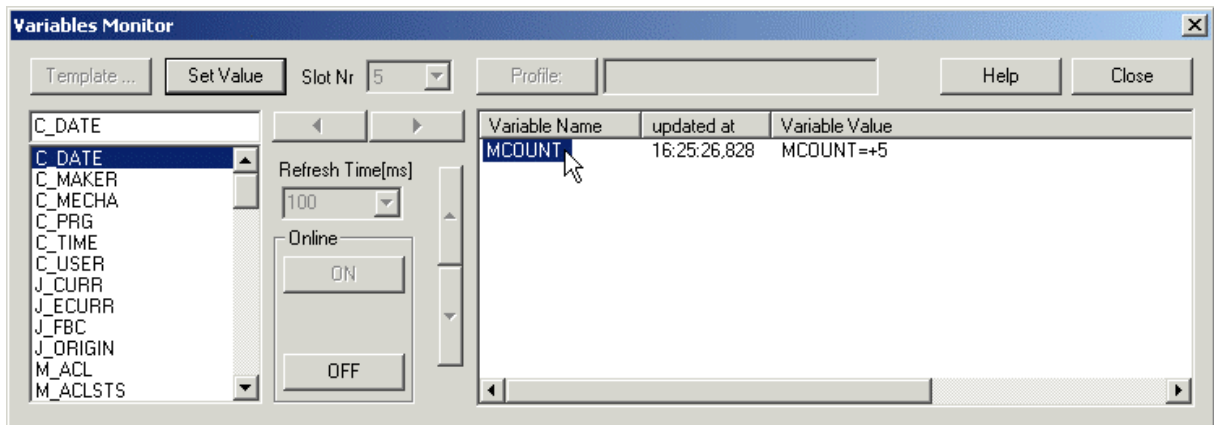 Variables Monitor
Template ... Set Value Slot Nr 5 Profile: Help Close
C_DATE
C_DATE
C_MAKER
C_MECHA
C_PRG
C_TIME
C_USER
J_CURR
J_ECURR
J_FBC
J_ORIGIN
M_ACL
M_ACLSTS
Refresh Time[ms]
100
Online
ON
OFF
Variable Name updated at Variable Value
MCOUNT 16:25:26,828 MCOUNT=+5